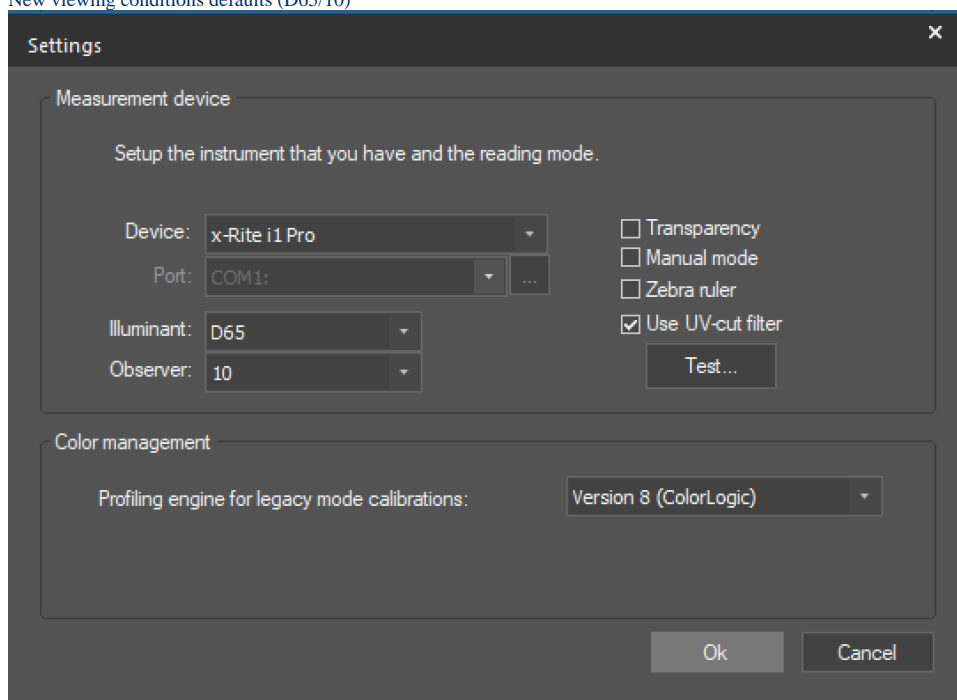 New viewing conditions defaults (D65/10)
Settings
Measurement device
Setup the instrument that you have and the reading mode.
Device: x-Rite i1 Pro
Transparency
Port: COM1: ...
Manual mode
Zebra ruler
Illuminant: D65
Use UV-cut filter
Observer: 10
Test...
Color management
Profiling engine for legacy mode calibrations: Version 8 (ColorLogic)
Ok Cancel